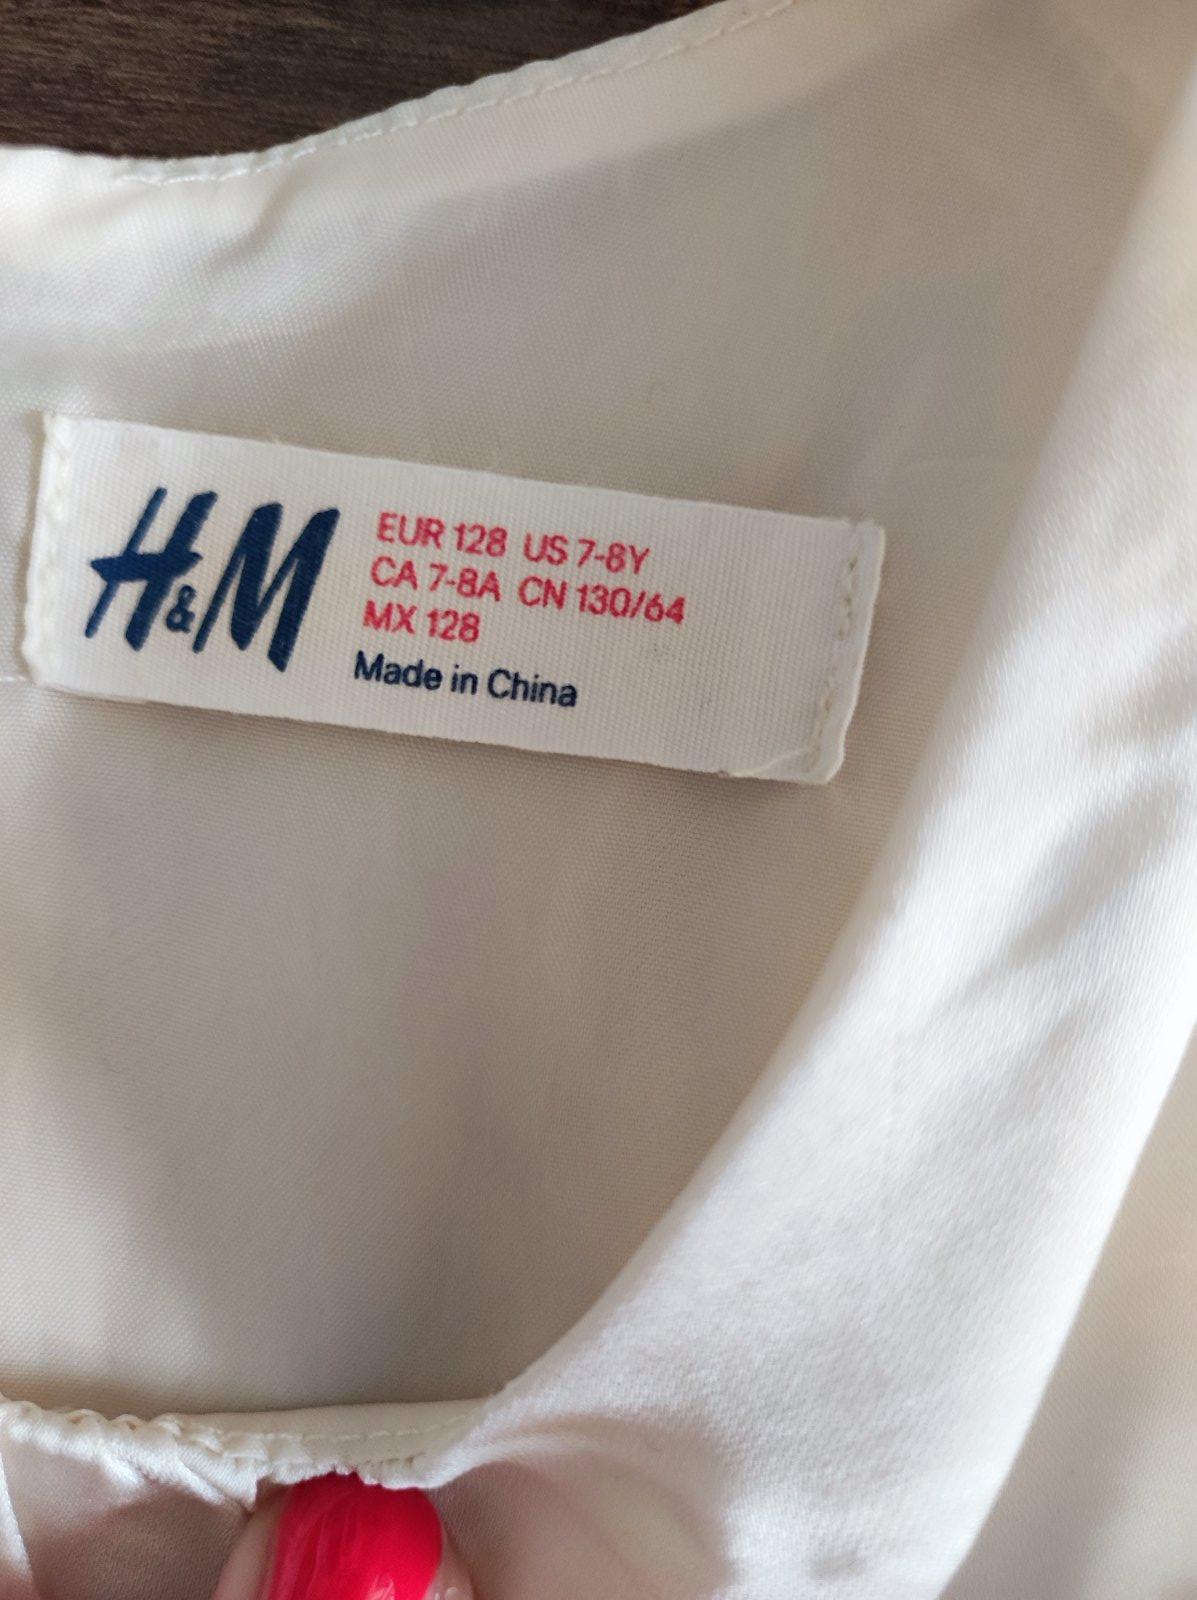 H&M
EUR 128 US 7-8Y
CA 7-8A CN 130/64
MX 128
Made in China